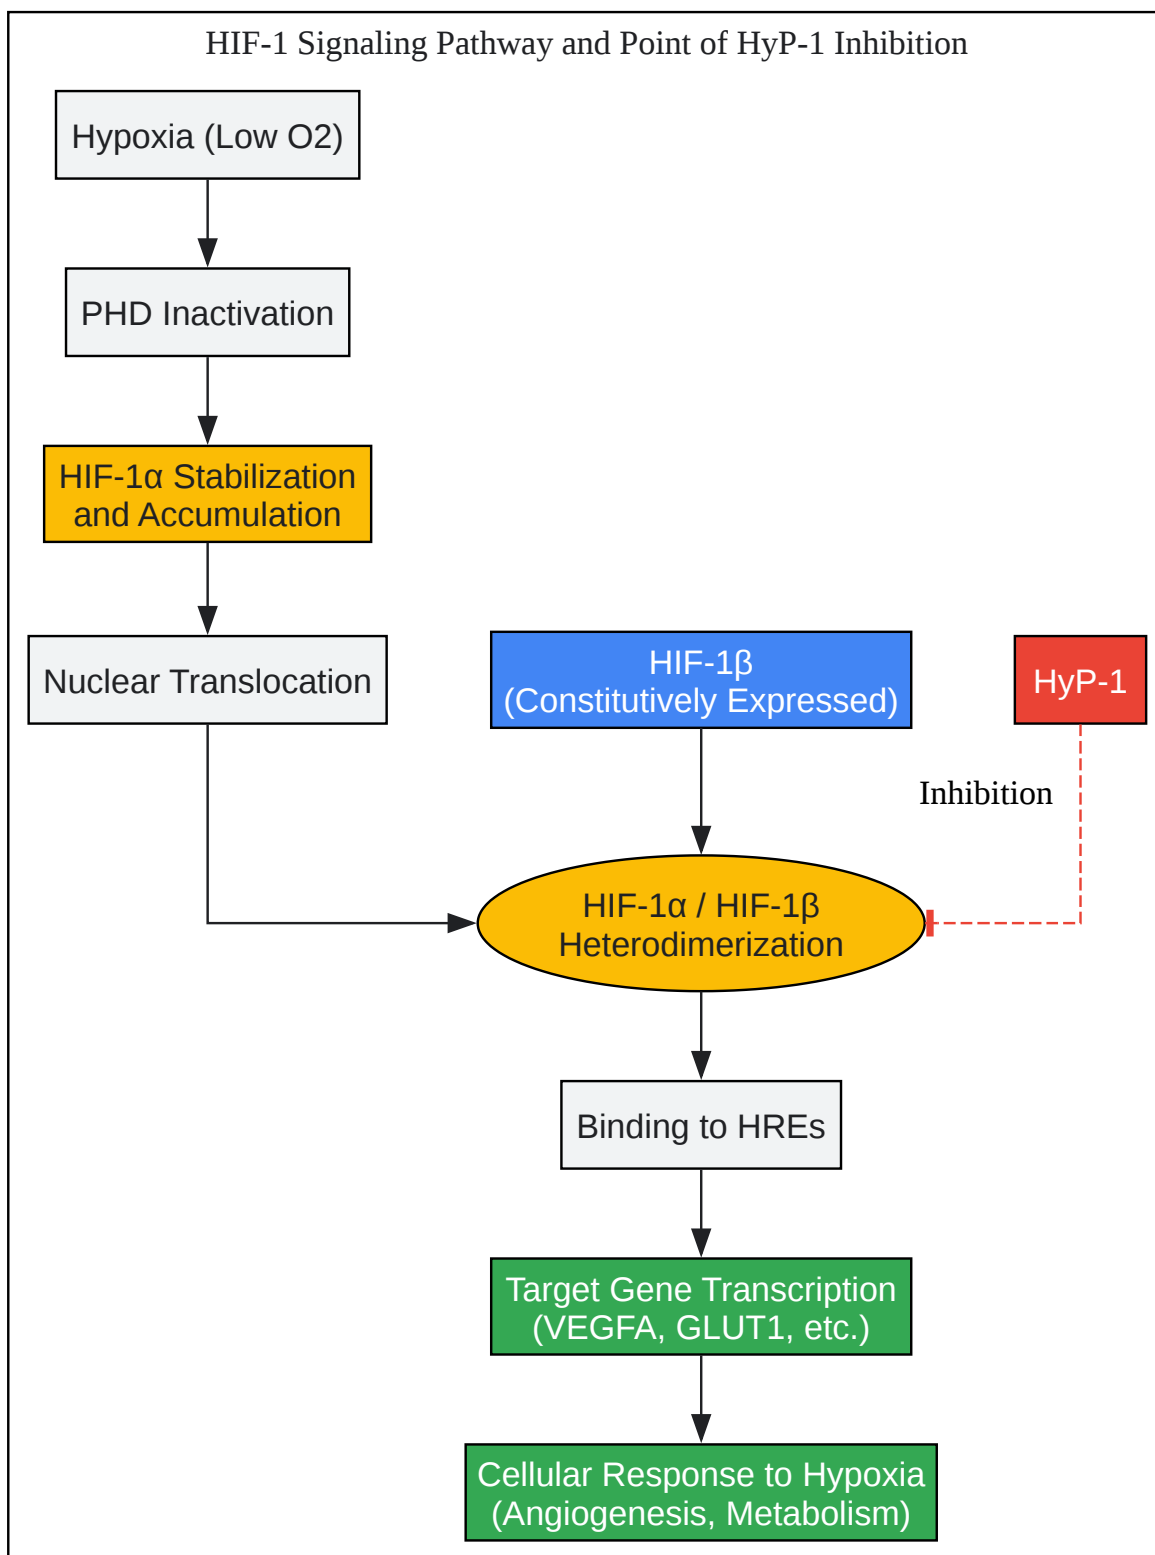 HIF-1 Signaling Pathway and Point of HyP-1 Inhibition
Hypoxia (Low O2)
PHD Inactivation
HIF-1α Stabilization
and Accumulation
Nuclear Translocation
HIF-1β
(Constitutively Expressed)
HyP-1
Inhibition
HIF-1α / HIF-1β
Heterodimerization
Binding to HREs
Target Gene Transcription
(VEGFA, GLUT1, etc.)
Cellular Response to Hypoxia
(Angiogenesis, Metabolism)